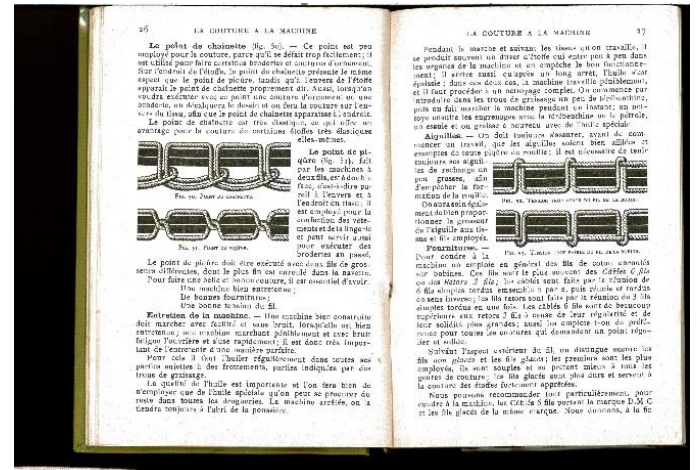 26 LA COUTURE A LA MACHINE
Le point de chaînette (fig. 50). — Ce point est peu
employé pour la couture, parce qu'il se défait trop facilement; il
est utilisé pour faire certaines broderies et coutures d'ornement.
Sur l'endroit de l'étoffe, le point de chaînette présente le même
aspect que le point de piqûre, tandis qu'à l'envers de l'étoffe
apparaît le point de chaînette proprement dit. Aussi, lorsqu'on
voudra exécuter avec ce point une couture d'ornement ou une
broderie, on décalquera le dessin et on fera la couture sur l'en-
vers du tissu, afin que le point de chaînette apparaisse à l'endroit.
Le point de chaînette est très élastique, ce qui offre un
avantage pour la couture de certaines étoffes très élastiques
elles-mêmes.
Le point de pi-
qûre (fig. 51), fait
par les machines à
deux fils, est à double
face, c'est-à-dire pa-
reil à l'envers et à
l'endroit du tissu; il
est employé pour la
confection des vête-
ments et de la lingerie
et peut servir aussi
pour exécuter des
broderies au passé.
FIG. 50. POINT DE CHAINETTE.
FIG. 51. POINT DE PIQURE.
Le point de piqûre doit être exécuté avec deux fils de gros-
seurs différentes, dont le plus fin est enroulé dans la navette.
Pour faire une belle et bonne couture, il est essentiel d'avoir:
Une machine bien entretenue;
De bonnes fournitures;
Une bonne tension du fil.
Entretien de la machine. — Une machine bien construite
doit marcher avec facilité et sans bruit, lorsqu'elle est bien
entretenue; une machine marchant péniblement et avec bruit
fatigue l'ouvrière et s'use rapidement; il est donc très impor-
tant de l'entretenir d'une manière parfaite.
Pour cela il faut l'huiler régulièrement dans toutes ses
parties sujettes à des frottements, parties indiquées par des
trous de graissage.
La qualité de l'huile est importante et l'on fera bien de
n'employer que de l'huile spéciale qu'on peut se procurer du
reste dans toutes les drogueries. La machine arrêtée, on la
tiendra toujours à l'abri de la poussière.
LA COUTURE A LA MACHINE 27
Pendant la marche et suivant les tissus qu'on travaille, il
se produit souvent un duvet d'étoffe qui entre peu à peu dans
les organes de la machine et en empêche le bon fonctionne-
ment; il arrive aussi qu'après un long arrêt, l'huile s'est
épaissie; dans ces deux cas, la machine travaille péniblement,
et il faut procéder à un nettoyage complet. On commence par
introduire dans les trous de graissage un peu de térébenthine,
puis on fait marcher la machine pendant un instant; on net-
toye ensuite les engrenages avec de la térébenthine ou le pétrole,
on essuie et on graisse à nouveau avec de l'huile spéciale.
Aiguilles. — On doit toujours s'assurer, avant de com-
mencer un travail, que les aiguilles soient bien affilées et
exemptes de toute piqûre de rouille; il est nécessaire de tenir
toujours ses aiguil-
les de rechange un
peu grasses, afin
d'empêcher la for-
mation de la rouille.
On aura soin égale-
ment de bien propor-
tionner la grosseur
de l'aiguille aux tis-
sus et fils employés.
Fournitures. —
Pour coudre à la
machine on emploie en général des fils de coton enroulés
sur bobines. Ces fils sont le plus souvent des Câblés 6 fils
ou des Retors 3 fils; les câblés sont faits par la réunion de
6 fils simples tordus ensemble 2 par 2, puis réunis et tordus
en sens inverse; les fils retors sont faits par la réunion de 3 fils
simples tordus en une fois. Les câblés 6 fils sont de beaucoup
supérieurs aux retors 3 fils à cause de leur régularité et de
leur solidité plus grandes; aussi les emploie-t-on de préfé-
rence pour toutes les coutures qui demandent un point régu-
lier et solide.
Suivant l'aspect extérieur du fil, on distingue encore les
fils non glacés et les fils glacés; les premiers sont les plus
employés, ils sont souples et se prêtent mieux à tous les
genres de couture; les fils glacés sont plus durs et servent à
la couture des étoffes fortement apprêtées.
Nous pouvons recommander tout particulièrement, pour
coudre à la machine, les Câblés 6 fils portant la marque D.M.C
et les fils glacés de la même marque. Nous donnons, à la fin